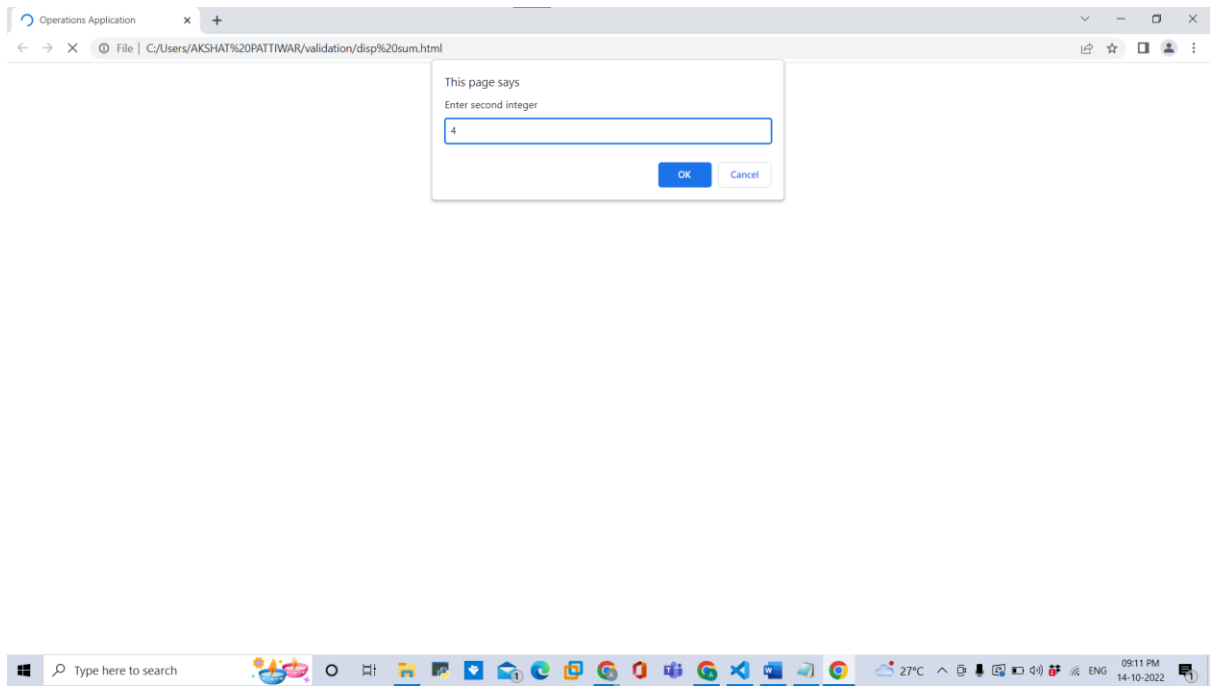 Operations Application
File | C:/Users/AKSHAT%20PATTIWAR/validation/disp%20sum.html
This page says
Enter second integer
4
OK Cancel
Type here to search
27°C ENG 09:11 PM
14-10-2022